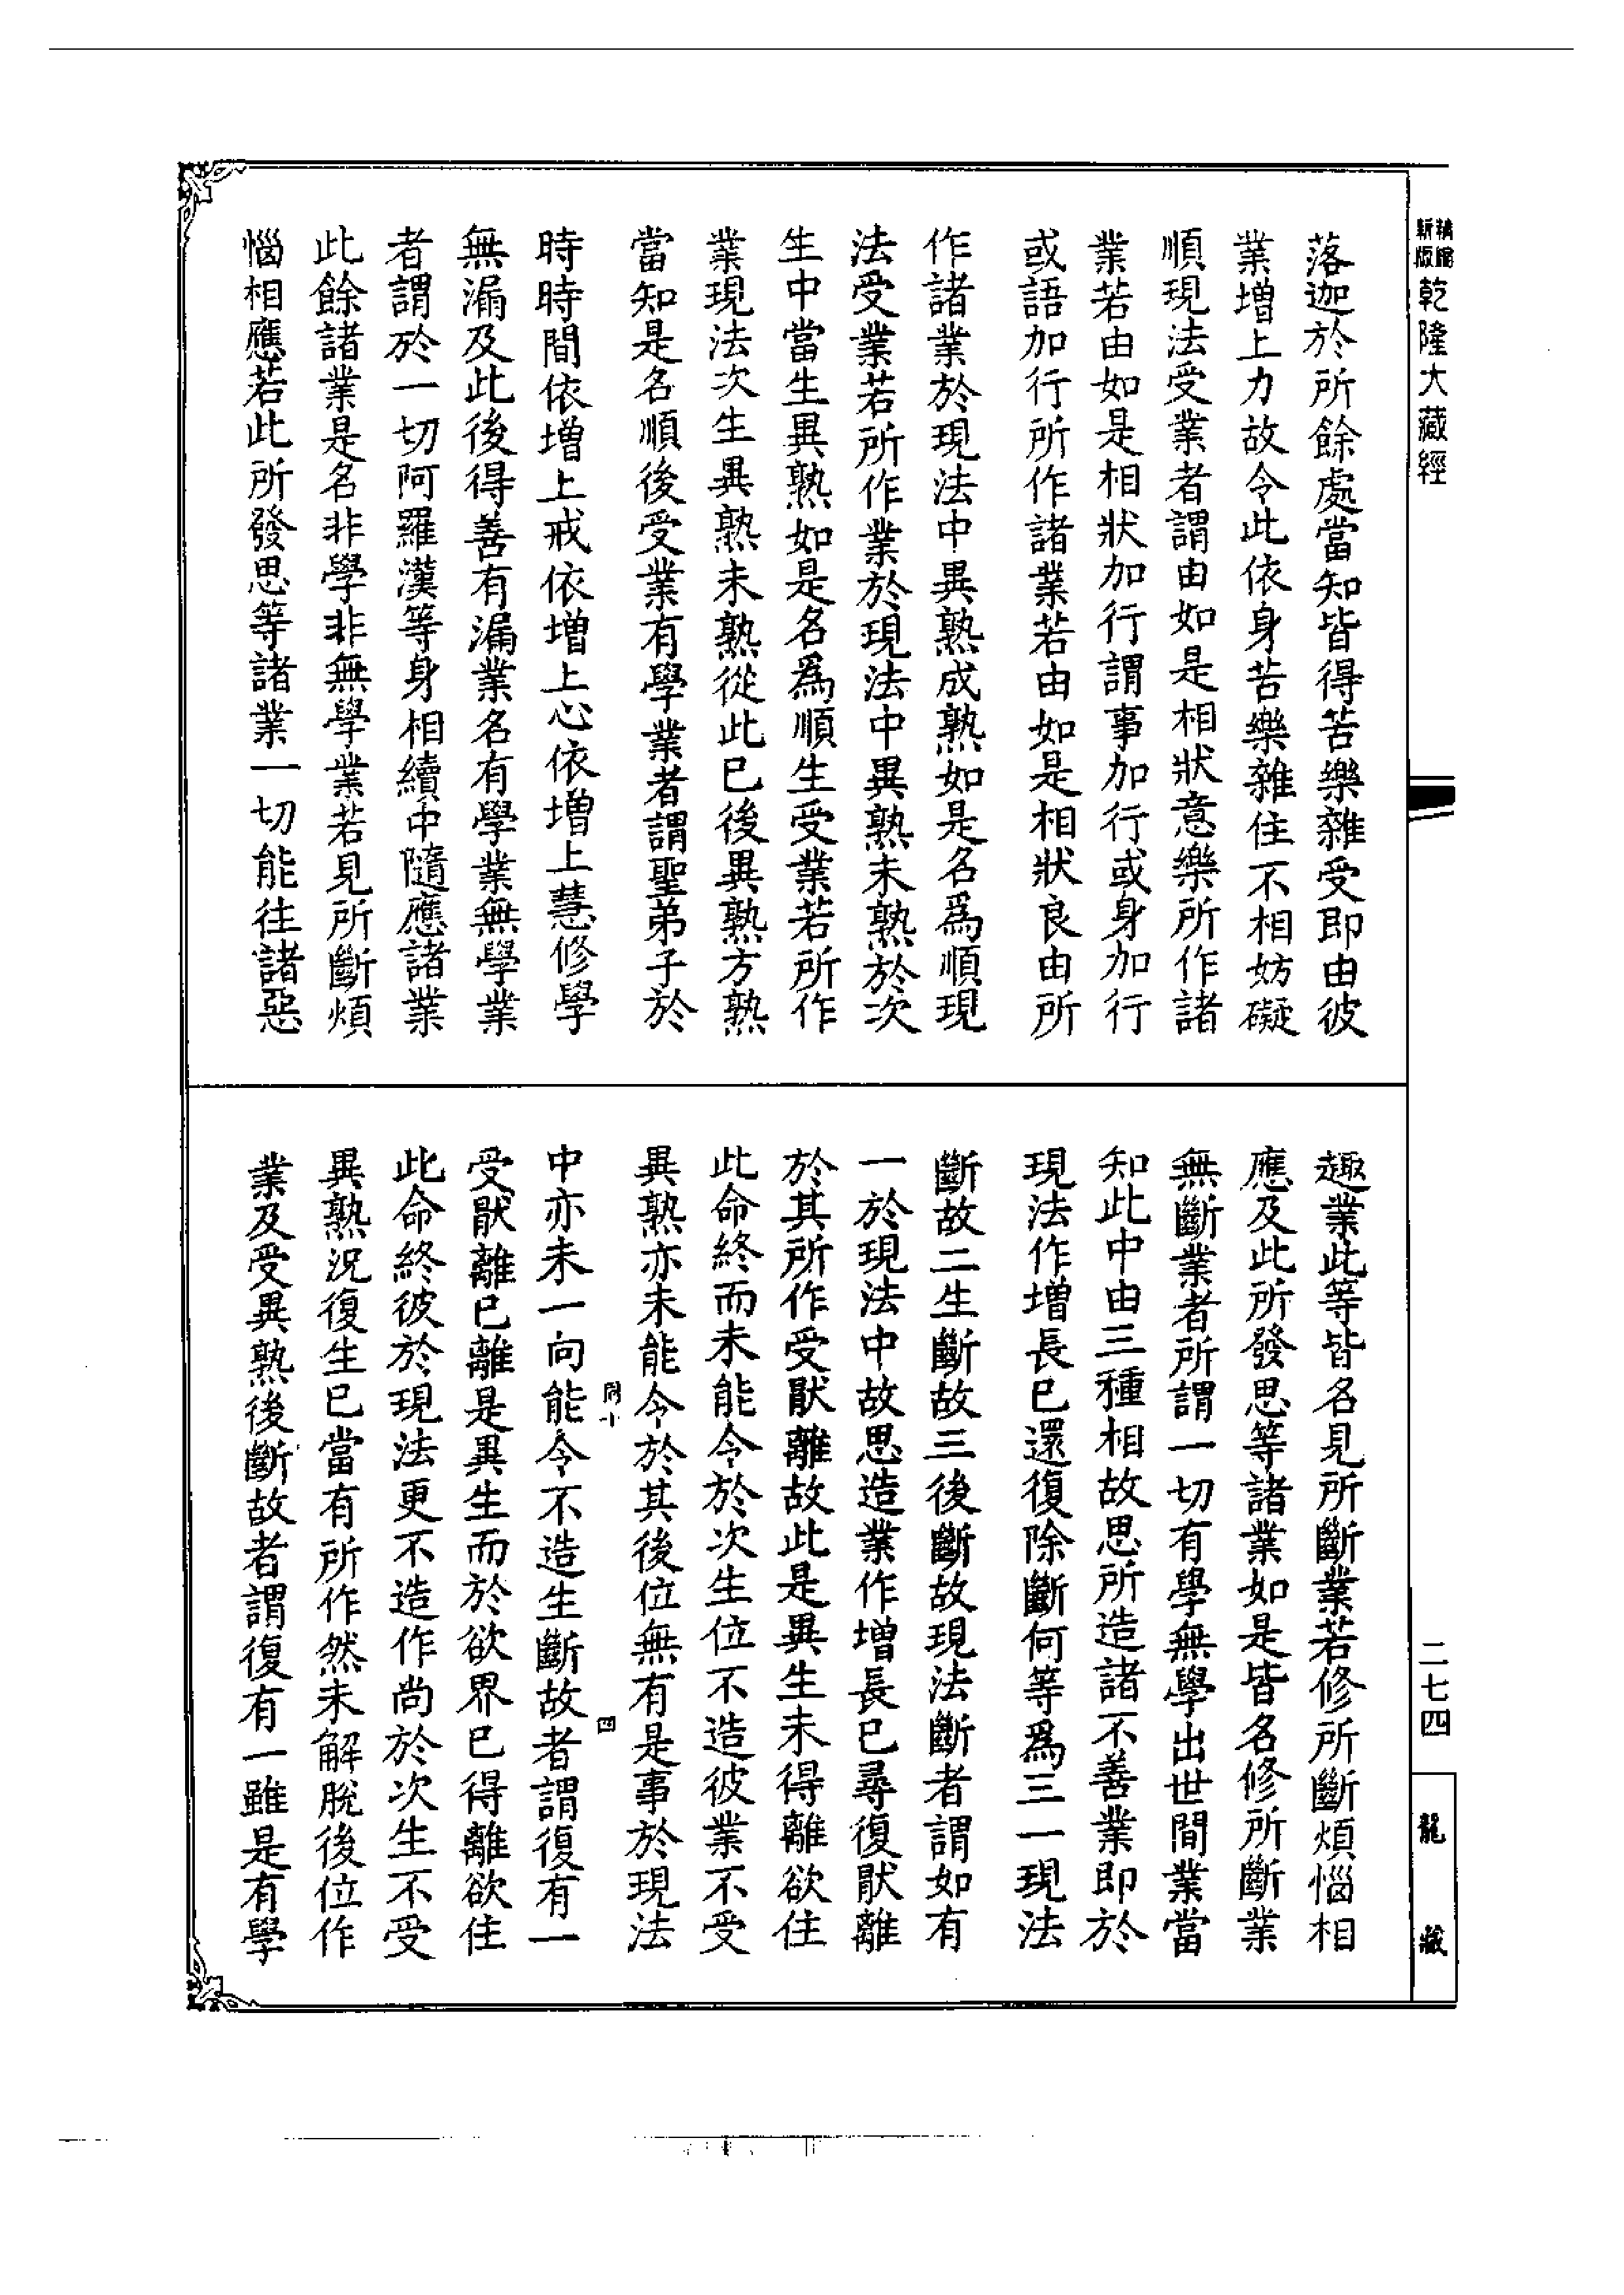 新版
精編
乾隆大藏經
落迦於所餘處當知皆得苦樂雜受即由彼
業增上力故令此依身苦樂雜住不相妨礙
順現法受業者謂由如是相狀意樂所作諸
業若由如是相狀加行謂事加行或身加行
或語加行所作諸業若由如是相狀良由所
作諸業於現法中異熟成熟如是名為順現
法受業若所作業於現法中異熟未熟於次
生中當生異熟如是名為順生受業若所作
業現法次生異熟未熟從此已後異熟方熟
當知是名順後受業有學業者謂聖弟子於
時時間依增上戒依增上心依增上慧修學
無漏及此後得善有漏業名有學業無學業
者謂於一切阿羅漢等身相續中隨應諸業
此餘諸業是名非學非無學業若見所斷煩
惱相應若此所發思等諸業一切能往諸惡
趣業此等皆名見所斷業若修所斷煩惱相
應及此所發思等諸業如是皆名修所斷業
無斷業者所謂一切有學無學出世間業當
知此中由三種相故思所造諸不善業即於
現法作增長已還復除斷何等為三一現法
斷故二生斷故三後斷故現法斷者謂如有
一於現法中故思造業作增長已尋復猒離
於其所作受猒離故此是異生未得離欲住
此命終而未能令於次生位不造彼業不受
異熟亦未能令於其後位無有是事於現法
中亦未一向能令不造生斷故者謂復有一
受猒離已離是異生而於欲界已得離欲住
此命終彼於現法更不造作尚於次生不受
異熟況復生已當有所作然未解脫後位作
業及受異熟後斷故者謂復有一雖是有學
四
二七四
龍藏